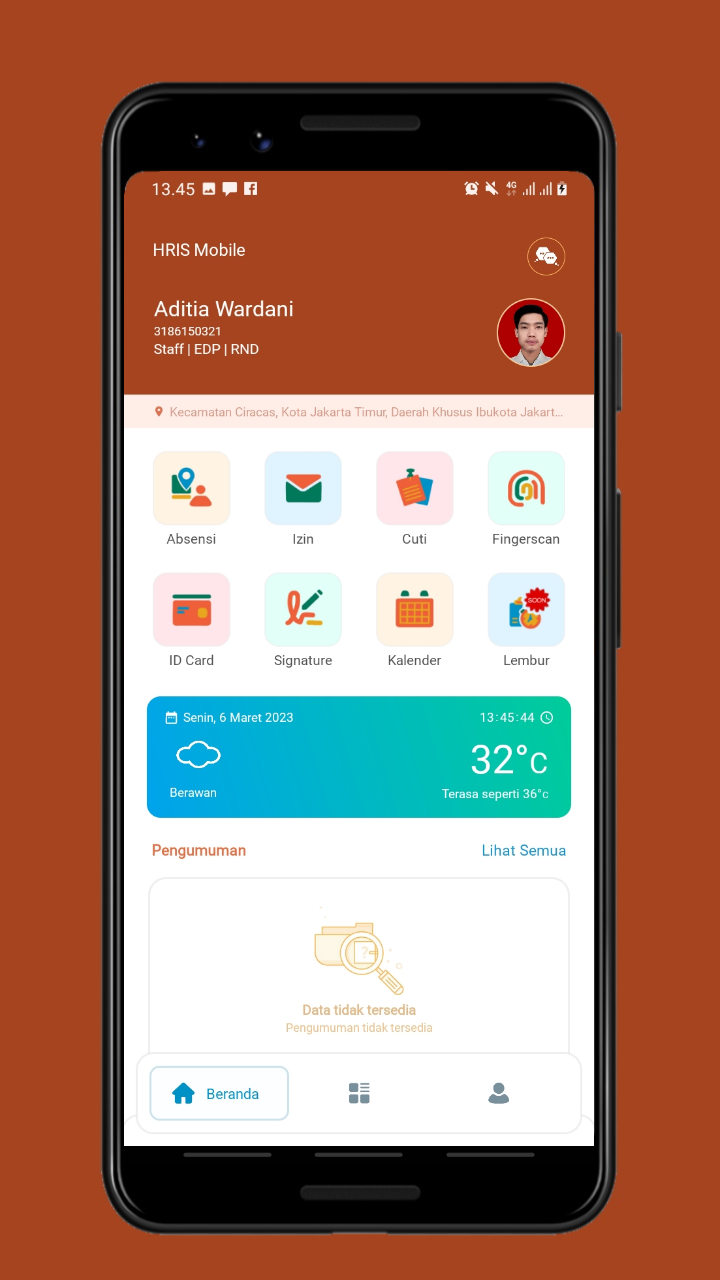 13.45
4G
HRIS Mobile
Aditia Wardani
3186150321
Staff | EDP | RND
Kecamatan Ciracas, Kota Jakarta Timur, Daerah Khusus Ibukota Jakart...
Absensi
Izin
Cuti
Fingerscan
SOON
ID Card
Signature
Kalender
Lembur
Senin, 6 Maret 2023
13:45:44
32°C
Berawan
Terasa seperti 36°C
Pengumuman
Lihat Semua
Data tidak tersedia
Pengumuman tidak tersedia
Beranda